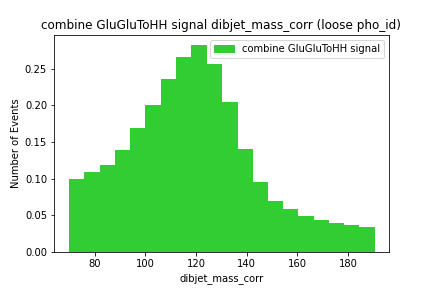 combine GluGluToHH signal dibjet_mass_corr (loose pho_id)
combine GluGluToHH signal
0.25
0.20
0.15
0.10
0.05
0.00
Number of Events
80 100 120 140 160 180
dibjet_mass_corr